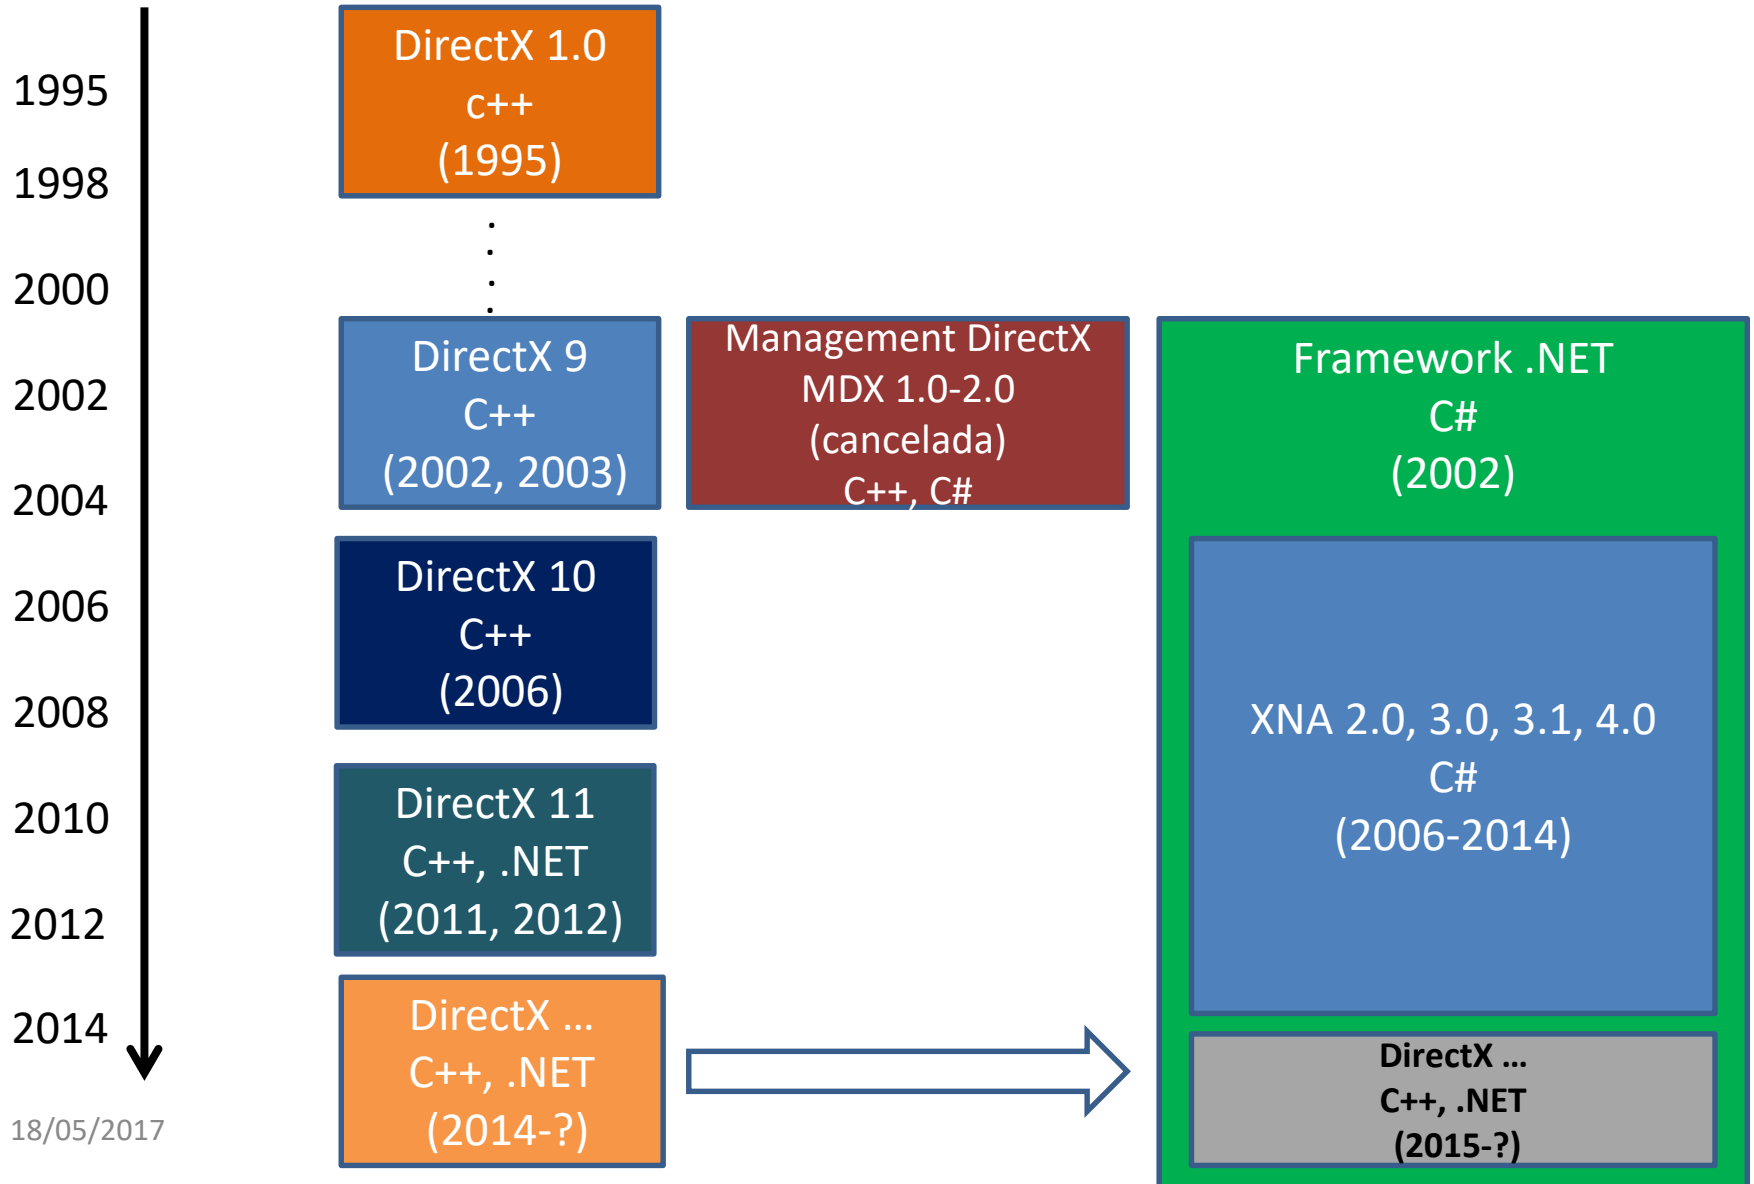 1995
1998
2000
2002
2004
2006
2008
2010
2012
2014
18/05/2017
DirectX 1.0
c++
(1995)
.
.
.
.
DirectX 9
C++
(2002, 2003)
DirectX 10
C++
(2006)
DirectX 11
C++, .NET
(2011, 2012)
DirectX ...
C++, .NET
(2014-?)
Management DirectX
MDX 1.0-2.0
(cancelada)
C++, C#
Framework .NET
C#
(2002)
XNA 2.0, 3.0, 3.1, 4.0
C#
(2006-2014)
DirectX ...
C++, .NET
(2015-?)